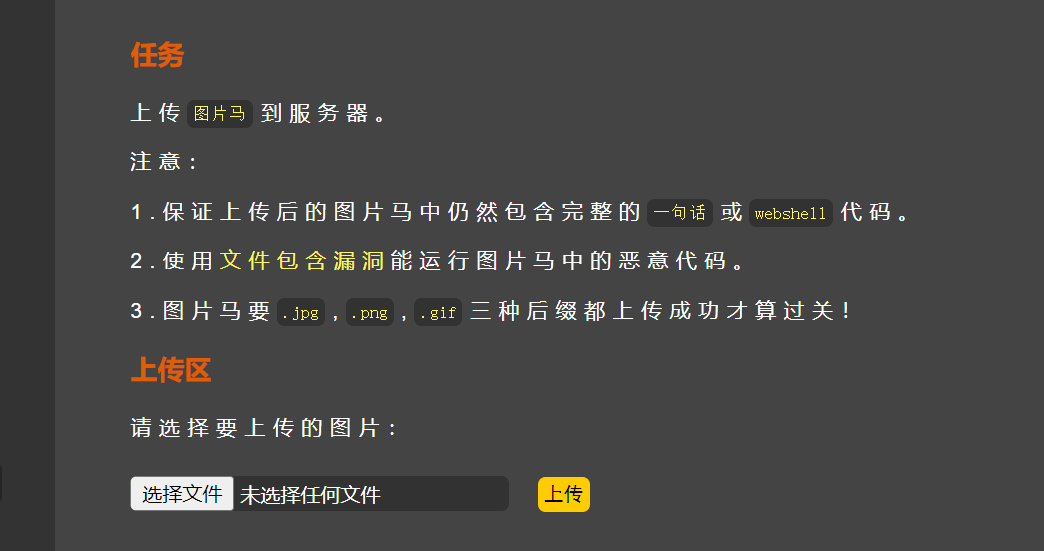 任务
上传 图片马 到服务器。
注意：
1.保证上传后的图片马中仍然包含完整的 一句话 或 webshell 代码。
2.使用文件包含漏洞能运行图片马中的恶意代码。
3.图片马要 .jpg , .png , .gif 三种后缀都上传成功才算过关！
上传区
请选择要上传的图片：
选择文件 未选择任何文件 上传